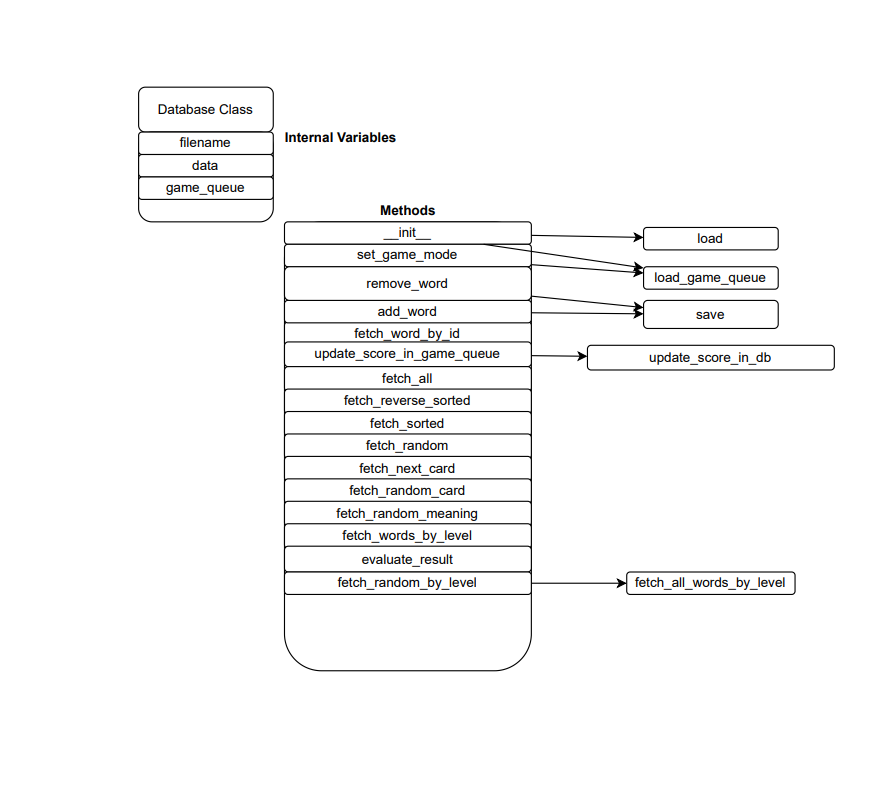 Database Class
filename
data
game_queue
Internal Variables
Methods
__init__
set_game_mode
remove_word
add_word
fetch_word_by_id
update_score_in_game_queue
fetch_all
fetch_reverse_sorted
fetch_sorted
fetch_random
fetch_next_card
fetch_random_card
fetch_random_meaning
fetch_words_by_level
evaluate_result
fetch_random_by_level
load
load_game_queue
save
update_score_in_db
fetch_all_words_by_level